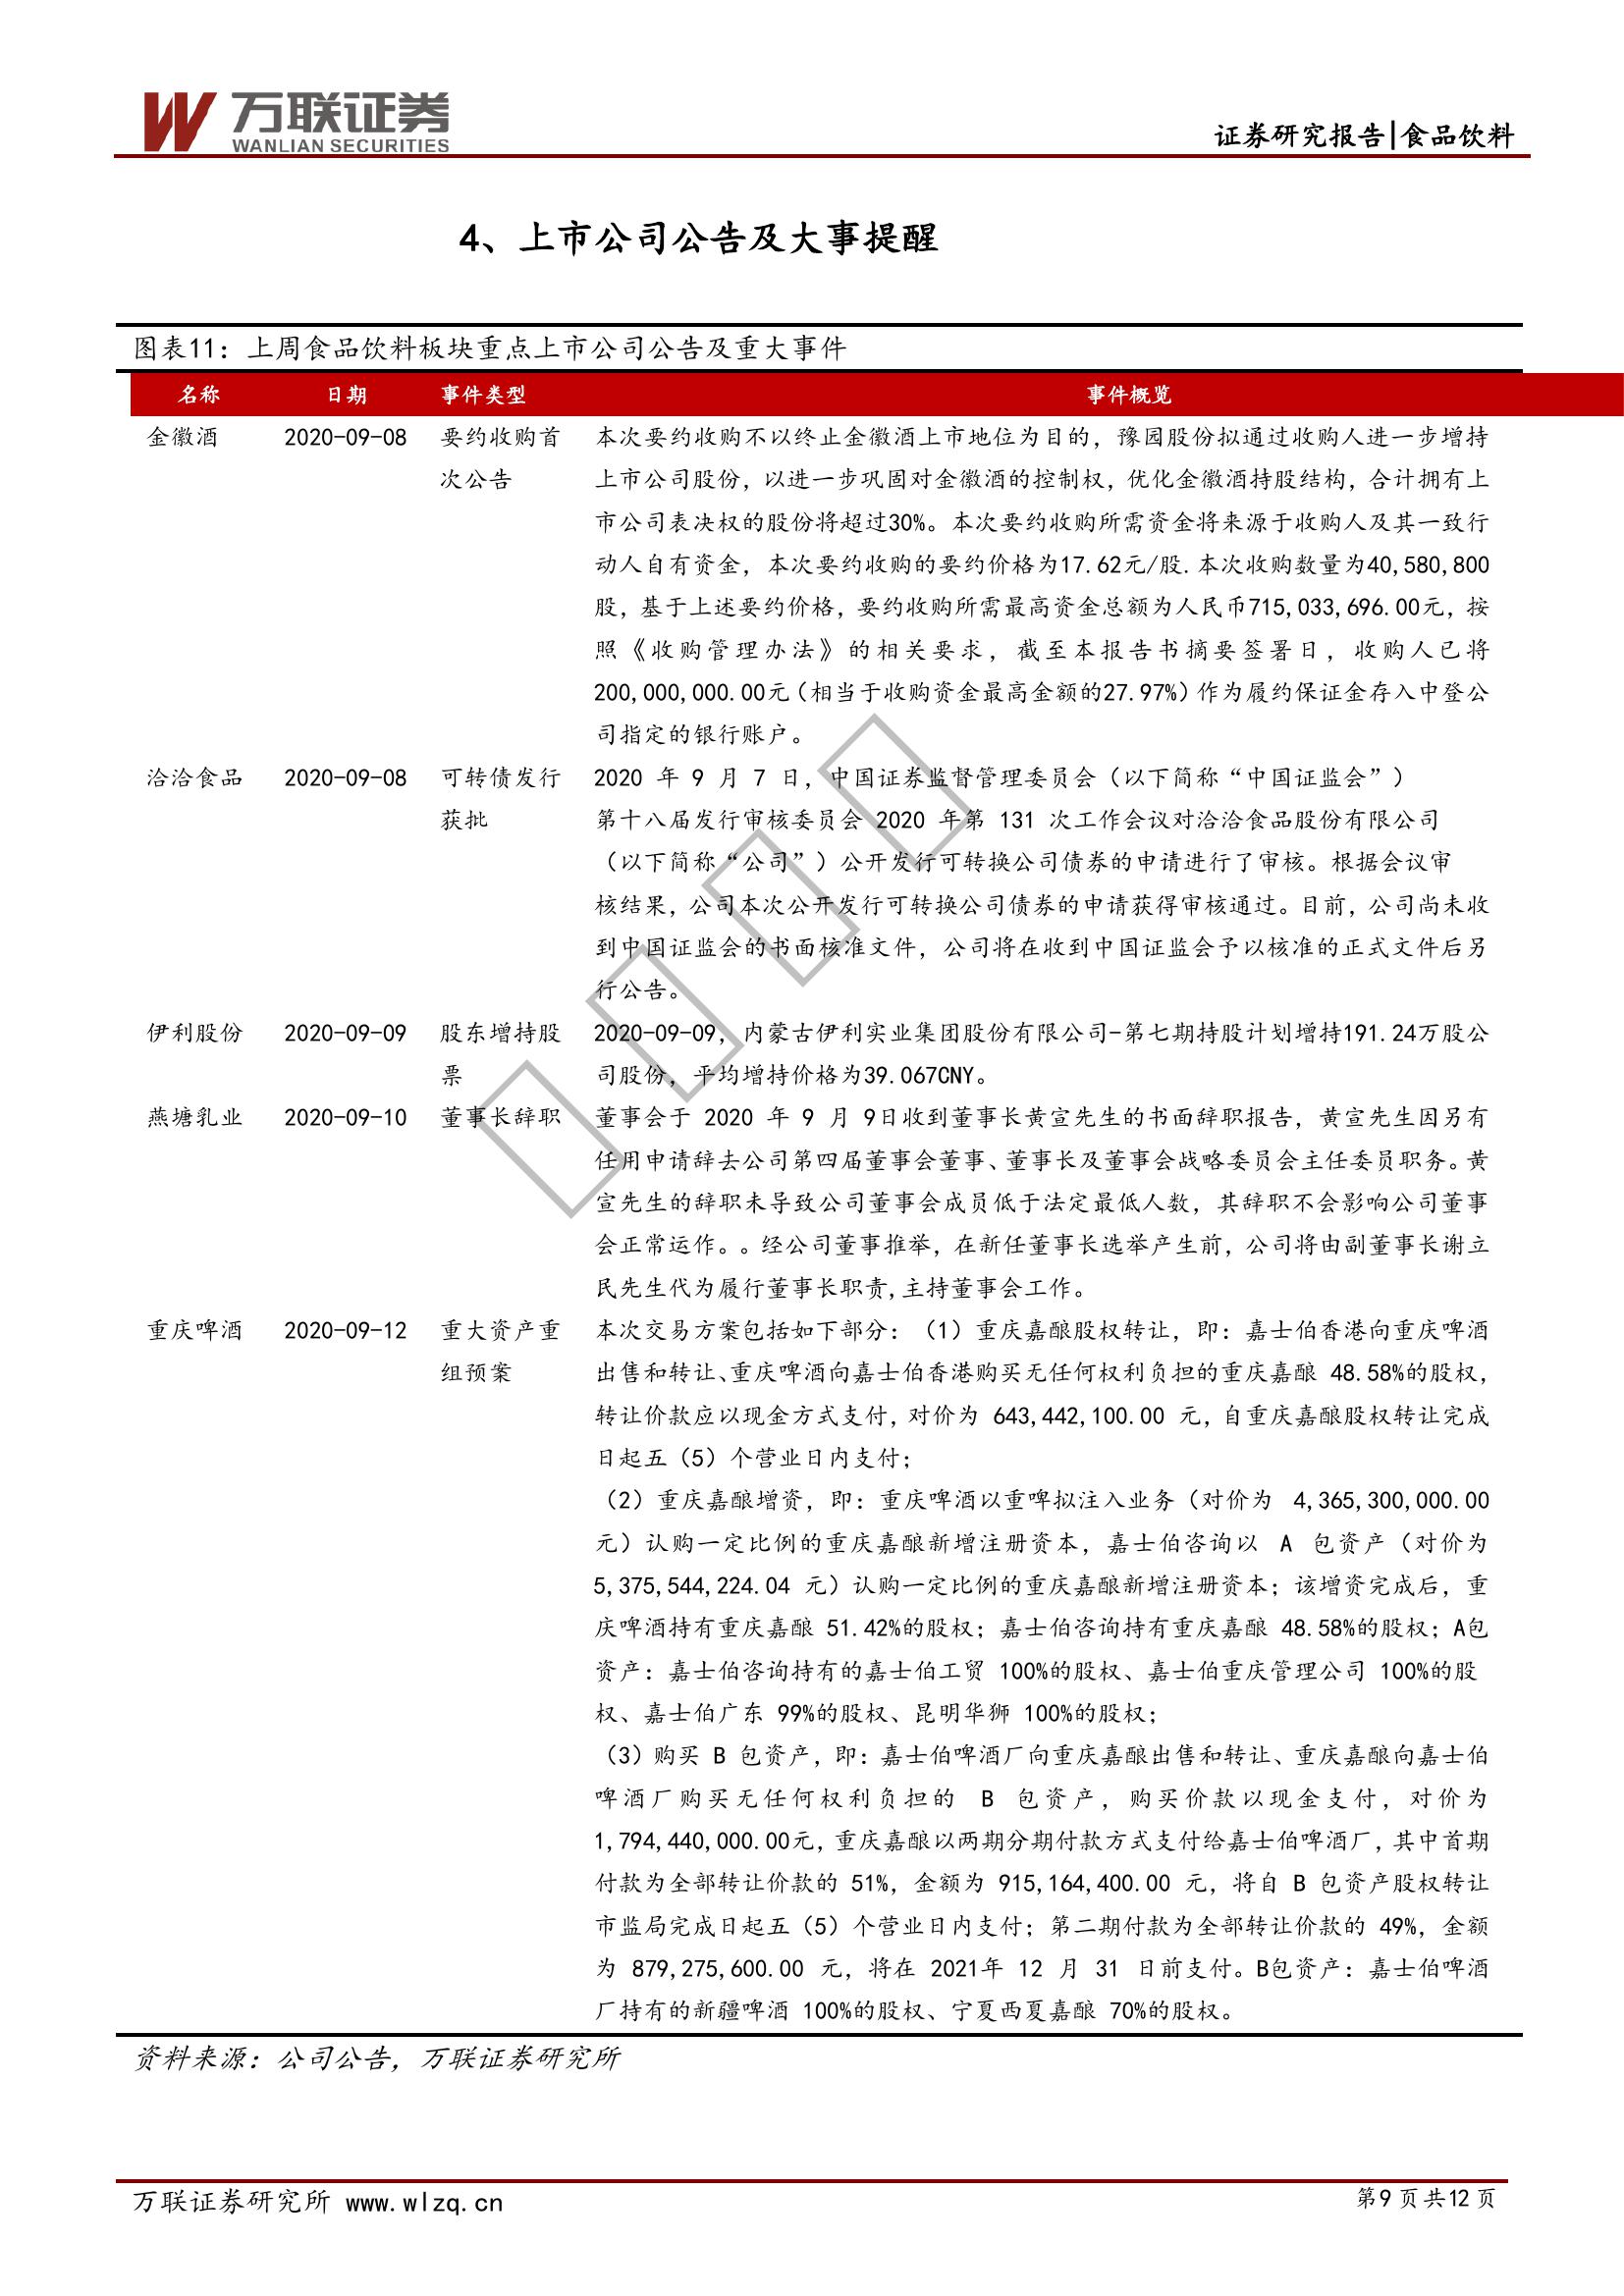 万联证券
WANLIAN SECURITIES
证券研究报告|食品饮料
4、上市公司公告及大事提醒
图表11：上周食品饮料板块重点上市公司公告及重大事件
名称 日期 事件类型 事件概览
金徽酒 2020-09-08 要约收购首 本次要约收购不以终止金徽酒上市地位为目的，豫园股份拟通过收购人进一步增持
次公告 上市公司股份，以进一步巩固对金徽酒的控制权，优化金徽酒持股结构，合计拥有上
市公司表决权的股份将超过30%。本次要约收购所需资金将来源于收购人及其一致行
动人自有资金，本次要约收购的要约价格为17.62元/股.本次收购数量为40,580,800
股，基于上述要约价格，要约收购所需最高资金总额为人民币715,033,696.00元，按
照《收购管理办法》的相关要求，截至本报告书摘要签署日，收购人已将
200,000,000.00元（相当于收购资金最高金额的27.97%）作为履约保证金存入中登公
司指定的银行账户。
洽洽食品 2020-09-08 可转债发行 2020 年 9 月 7 日，中国证券监督管理委员会（以下简称“中国证监会”）
获批 第十八届发行审核委员会 2020 年第 131 次工作会议对洽洽食品股份有限公司
（以下简称“公司”）公开发行可转换公司债券的申请进行了审核。根据会议审
核结果，公司本次公开发行可转换公司债券的申请获得审核通过。目前，公司尚未收
到中国证监会的书面核准文件，公司将在收到中国证监会予以核准的正式文件后另
行公告。
伊利股份 2020-09-09 股东增持股 2020-09-09，内蒙古伊利实业集团股份有限公司-第七期持股计划增持191.24万股公
票 司股份，平均增持价格为39.067CNY。
燕塘乳业 2020-09-10 董事长辞职 董事会于 2020 年 9 月 9日收到董事长黄宣先生的书面辞职报告，黄宣先生因另有
任用申请辞去公司第四届董事会董事、董事长及董事会战略委员会主任委员职务。黄
宣先生的辞职未导致公司董事会成员低于法定最低人数，其辞职不会影响公司董事
会正常运作。。经公司董事推举，在新任董事长选举产生前，公司将由副董事长谢立
民先生代为履行董事长职责,主持董事会工作。
重庆啤酒 2020-09-12 重大资产重 本次交易方案包括如下部分：（1）重庆嘉酿股权转让，即：嘉士伯香港向重庆啤酒
组预案 出售和转让、重庆啤酒向嘉士伯香港购买无任何权利负担的重庆嘉酿 48.58%的股权，
转让价款应以现金方式支付，对价为 643,442,100.00 元，自重庆嘉酿股权转让完成
日起五（5）个营业日内支付；
（2）重庆嘉酿增资，即：重庆啤酒以重啤拟注入业务（对价为 4,365,300,000.00
元）认购一定比例的重庆嘉酿新增注册资本，嘉士伯咨询以 A 包资产（对价为
5,375,544,224.04 元）认购一定比例的重庆嘉酿新增注册资本；该增资完成后，重
庆啤酒持有重庆嘉酿 51.42%的股权；嘉士伯咨询持有重庆嘉酿 48.58%的股权；A包
资产：嘉士伯咨询持有的嘉士伯工贸 100%的股权、嘉士伯重庆管理公司 100%的股
权、嘉士伯广东 99%的股权、昆明华狮 100%的股权；
（3）购买 B 包资产，即：嘉士伯啤酒厂向重庆嘉酿出售和转让、重庆嘉酿向嘉士伯
啤酒厂购买无任何权利负担的 B 包资产，购买价款以现金支付，对价为
1,794,440,000.00元，重庆嘉酿以两期分期付款方式支付给嘉士伯啤酒厂，其中首期
付款为全部转让价款的 51%，金额为 915,164,400.00 元，将自 B 包资产股权转让
市监局完成日起五（5）个营业日内支付；第二期付款为全部转让价款的 49%，金额
为 879,275,600.00 元，将在 2021年 12 月 31 日前支付。B包资产：嘉士伯啤酒
厂持有的新疆啤酒 100%的股权、宁夏西夏嘉酿 70%的股权。
资料来源：公司公告，万联证券研究所
万联证券研究所 www.wlzq.cn
第9页共12页